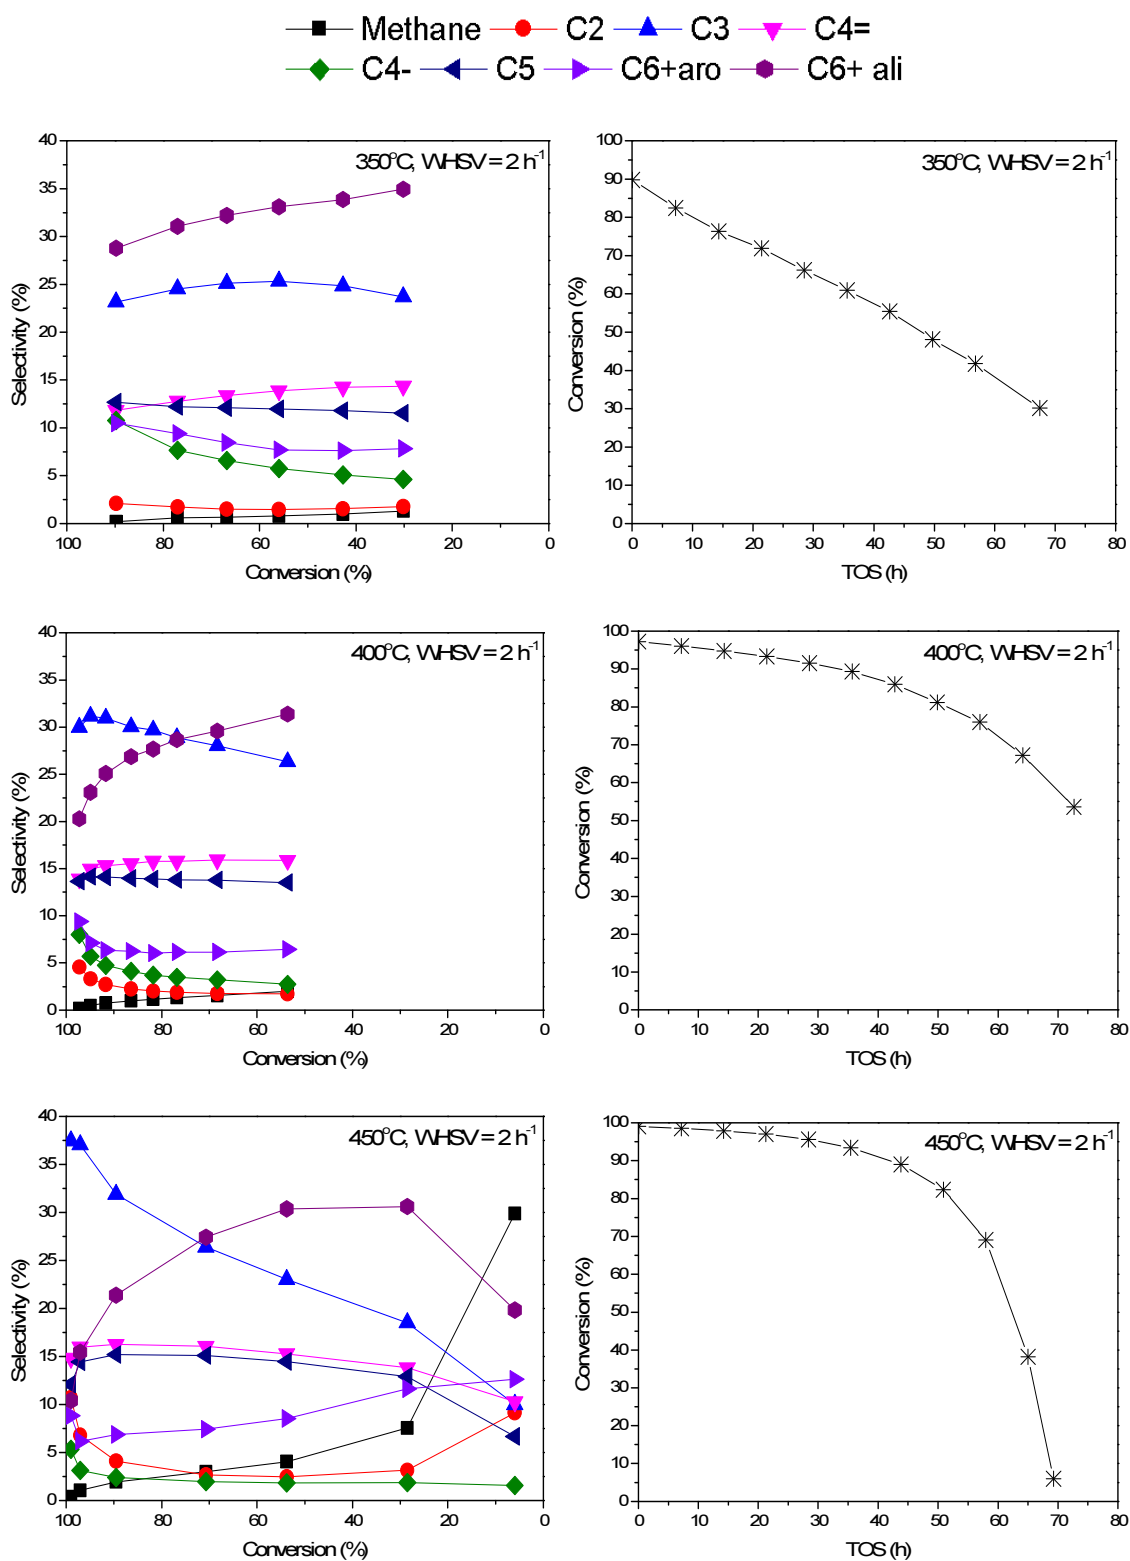 Methane C2 C3 C4=
C4- C5 C6+aro C6+ ali
350°C, WHSV = 2 h-1
Selectivity (%)
40
35
30
25
20
15
10
5
0
100 80 60 40 20 0
Conversion (%)
350°C, WHSV = 2 h-1
Conversion (%)
100
90
80
70
60
50
40
30
20
10
0
0 10 20 30 40 50 60 70 80
TOS (h)
400°C, WHSV = 2 h-1
Selectivity (%)
40
35
30
25
20
15
10
5
0
100 80 60 40 20 0
Conversion (%)
400°C, WHSV = 2 h-1
Conversion (%)
100
90
80
70
60
50
40
30
20
10
0
0 10 20 30 40 50 60 70 80
TOS (h)
450°C, WHSV = 2 h-1
Selectivity (%)
40
35
30
25
20
15
10
5
0
100 80 60 40 20 0
Conversion (%)
450°C, WHSV = 2 h-1
Conversion (%)
100
90
80
70
60
50
40
30
20
10
0
0 10 20 30 40 50 60 70 80
TOS (h)